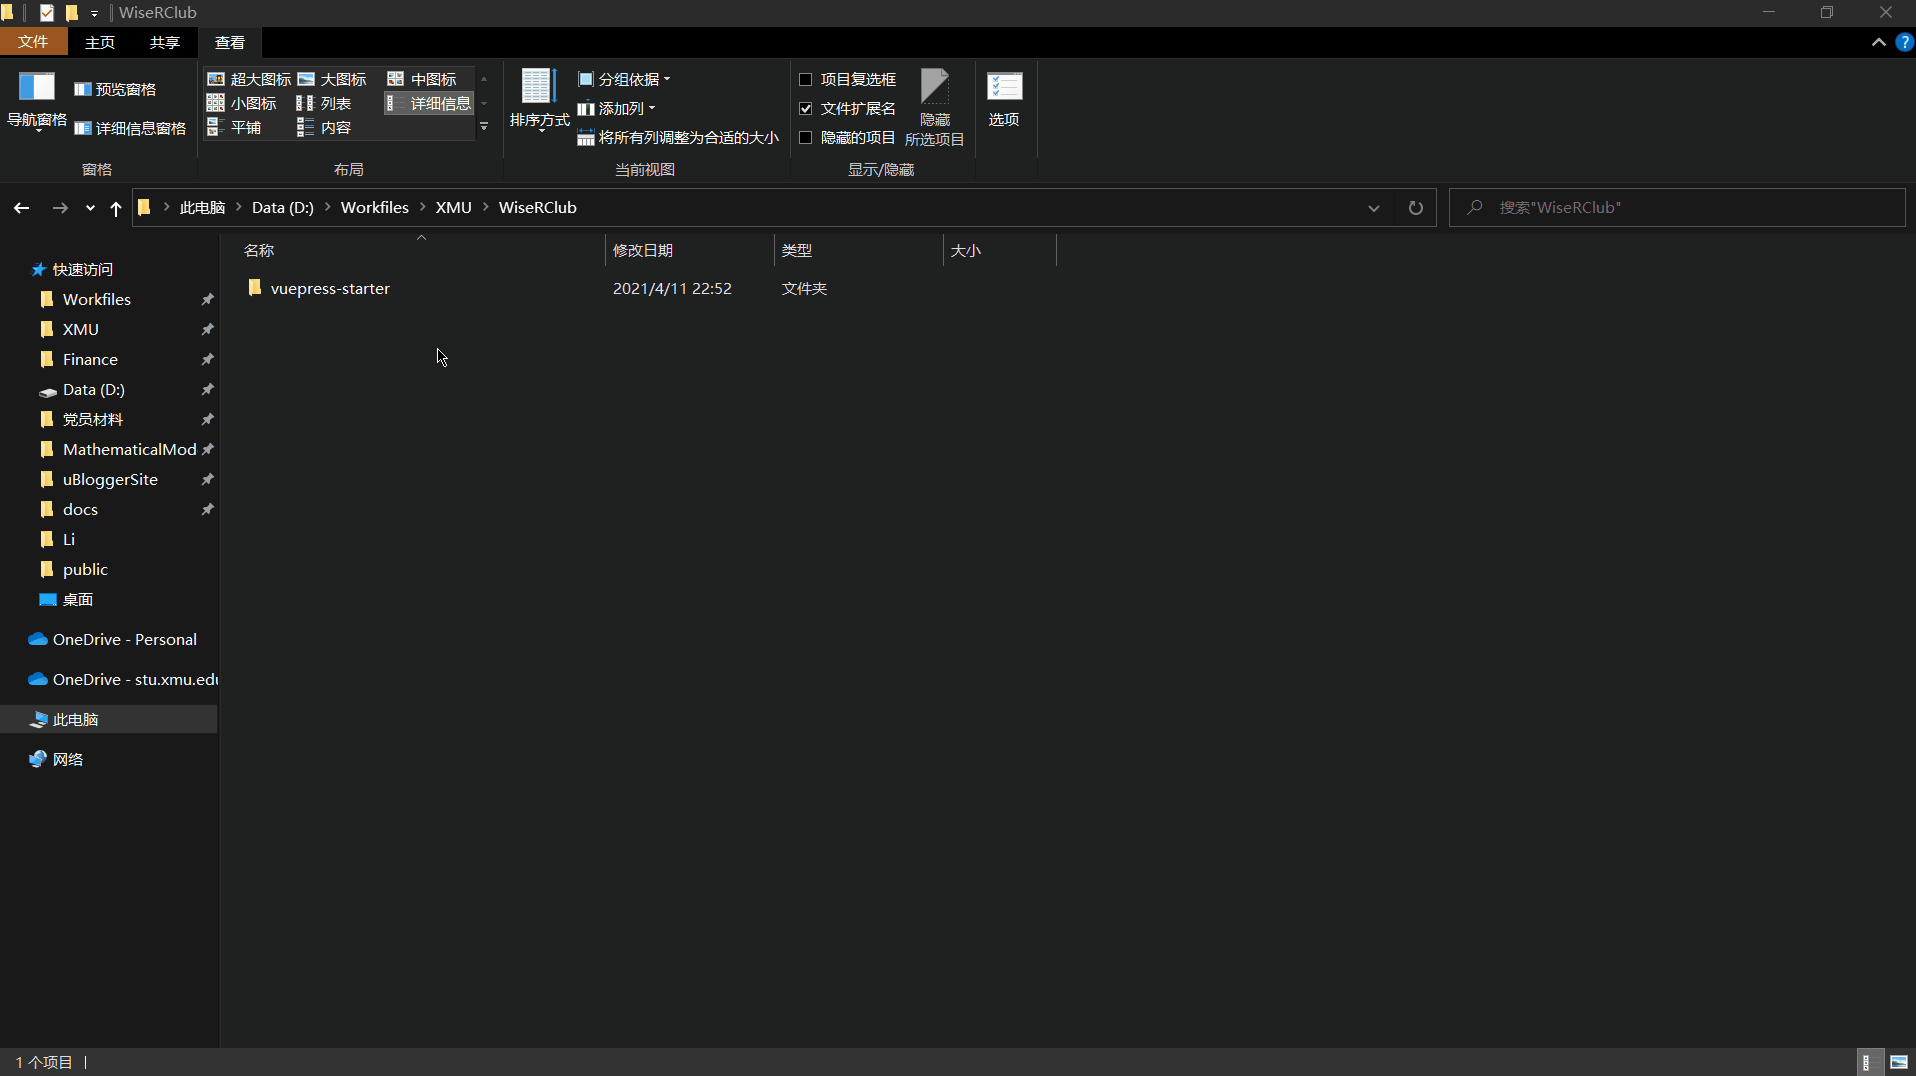 WiseRClub
文件 主页 共享 查看
导航窗格
预览窗格
详细信息窗格
窗格
超大图标 大图标 中图标
小图标 列表 详细信息
平铺 内容
布局
排序方式
分组依据
添加列
将所有列调整为合适的大小
当前视图
项目复选框
文件扩展名
隐藏的项目
隐藏
所选项目
显示/隐藏
选项
此电脑 Data (D:) Workfiles XMU WiseRClub
搜索"WiseRClub"
名称 修改日期 类型 大小
vuepress-starter 2021/4/11 22:52 文件夹
快速访问
Workfiles
XMU
Finance
Data (D:)
党员材料
MathematicalMod
uBloggerSite
docs
Li
public
桌面
OneDrive - Personal
OneDrive - stu.xmu.edu
此电脑
网络
1 个项目